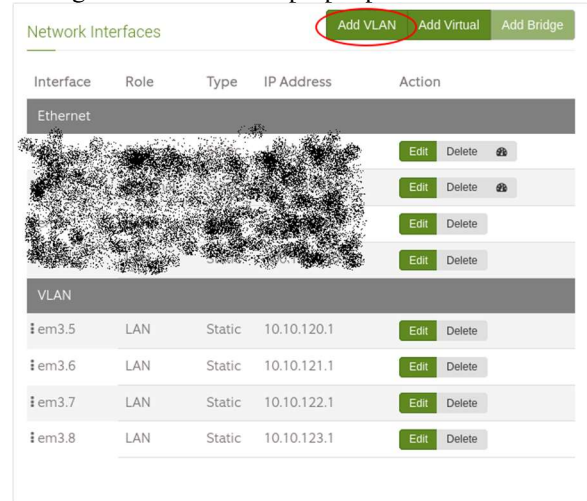 Network Interfaces Add VLAN Add Virtual Add Bridge
Interface Role Type IP Address Action
Ethernet
Edit Delete
Edit Delete
Edit Delete
Edit Delete
VLAN
em3.5 LAN Static 10.10.120.1 Edit Delete
em3.6 LAN Static 10.10.121.1 Edit Delete
em3.7 LAN Static 10.10.122.1 Edit Delete
em3.8 LAN Static 10.10.123.1 Edit Delete